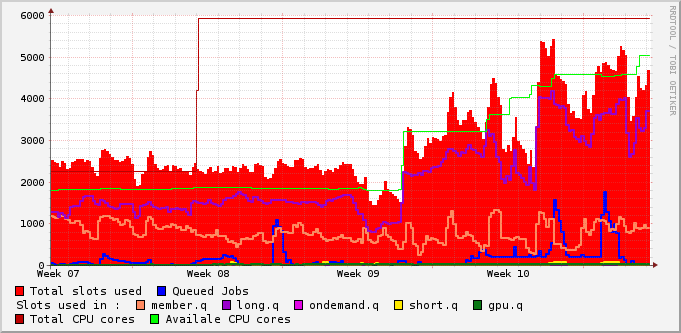 6000
5000
4000
3000
2000
1000
0
Week 07 Week 08 Week 09 Week 10
RRDTOOL / TOBI OETIKER
Total slots used Queued Jobs
Slots used in : member.q long.q ondemand.q short.q gpu.q
Total CPU cores Availale CPU cores